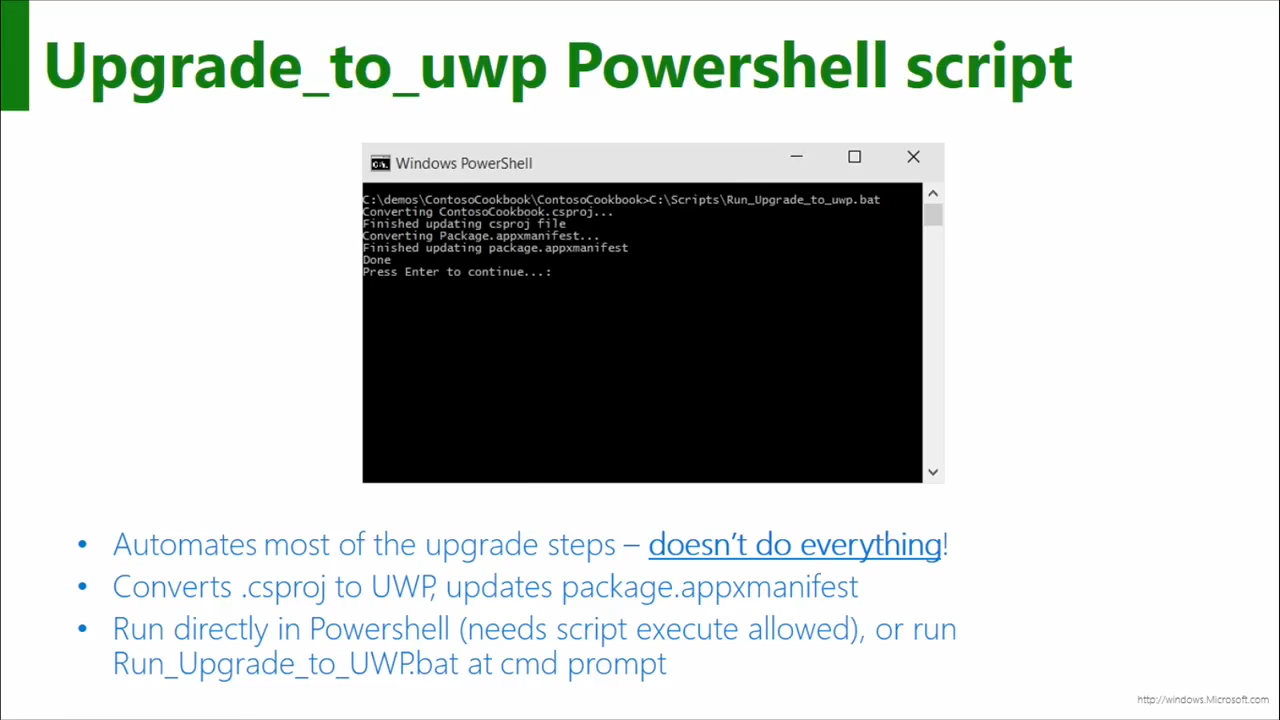 Upgrade_to_uwp Powershell script
Windows PowerShell
C:\demos\ContosoCookbook\ContosoCookbook>C:\Scripts\Run_Upgrade_to_uwp.bat
Converting ContosoCookbook.csproj...
Finished updating csproj file
Converting Package.appxmanifest...
Finished updating package.appxmanifest
Done
Press Enter to continue...:
• Automates most of the upgrade steps – doesn't do everything!
• Converts .csproj to UWP, updates package.appxmanifest
• Run directly in Powershell (needs script execute allowed), or run
Run_Upgrade_to_UWP.bat at cmd prompt
http://windows.Microsoft.com